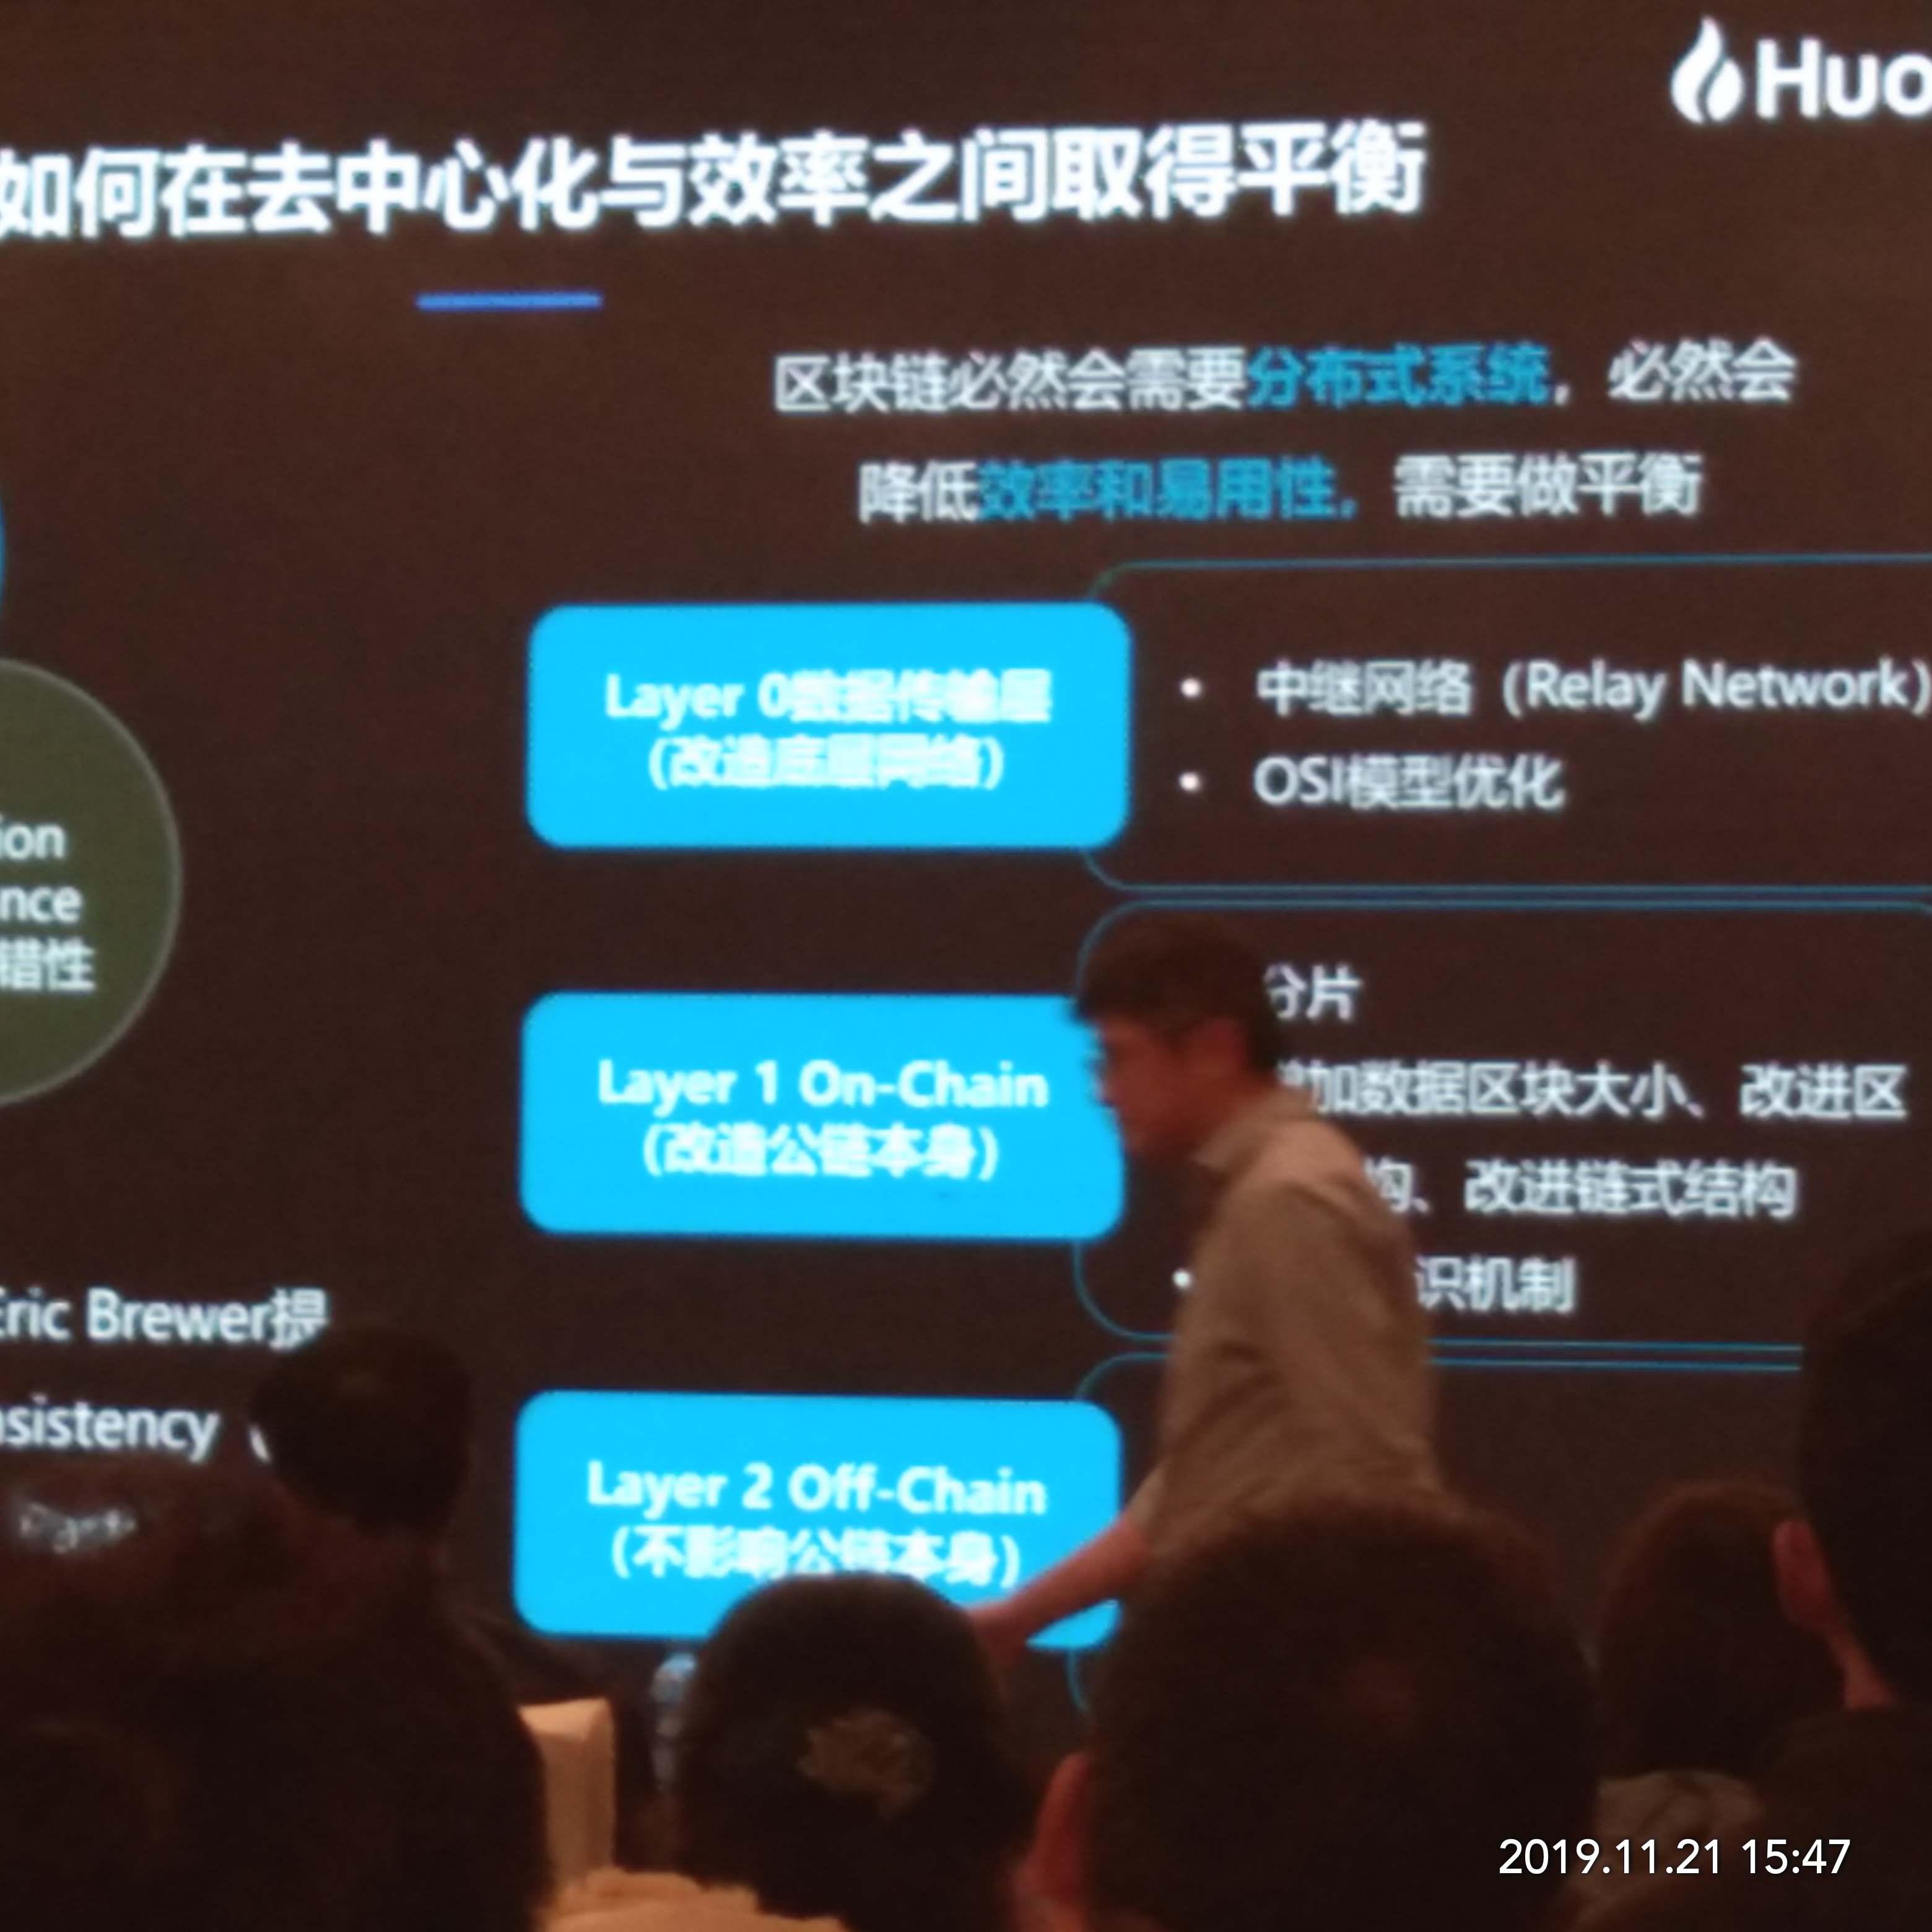 Huo
如何在去中心化与效率之间取得平衡
区块链必然会需要分布式系统，必然会
降低效率和易用性，需要做平衡
Layer 0数据传输层
（改造底层网络）
• 中继网络（Relay Network）
• OSI模型优化
ion
nce
错性
Layer 1 On-Chain
（改造公链本身）
分片
加数据区块大小、改进区
构、改进链式结构
• 识机制
Eric Brewer提
nsistency（
Layer 2 Off-Chain
（不影响公链本身）
2019.11.21 15:47